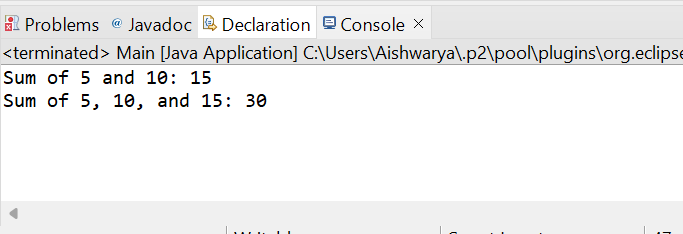 Problems @ Javadoc Declaration Console
<terminated> Main [Java Application] C:\Users\Aishwarya\.p2\pool\plugins\org.eclipse
Sum of 5 and 10: 15
Sum of 5, 10, and 15: 30